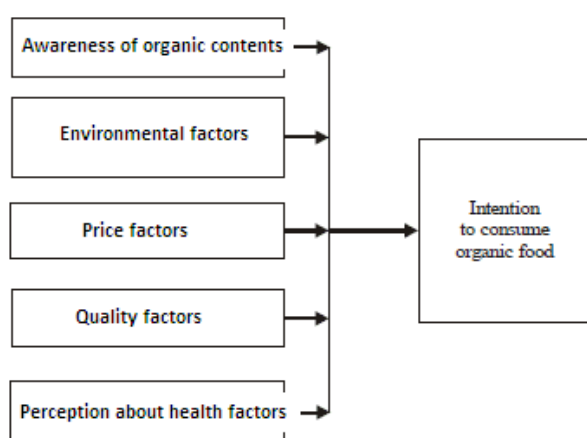 Awareness of organic contents
Environmental factors
Price factors
Quality factors
Perception about health factors
Intention
to consume
organic food